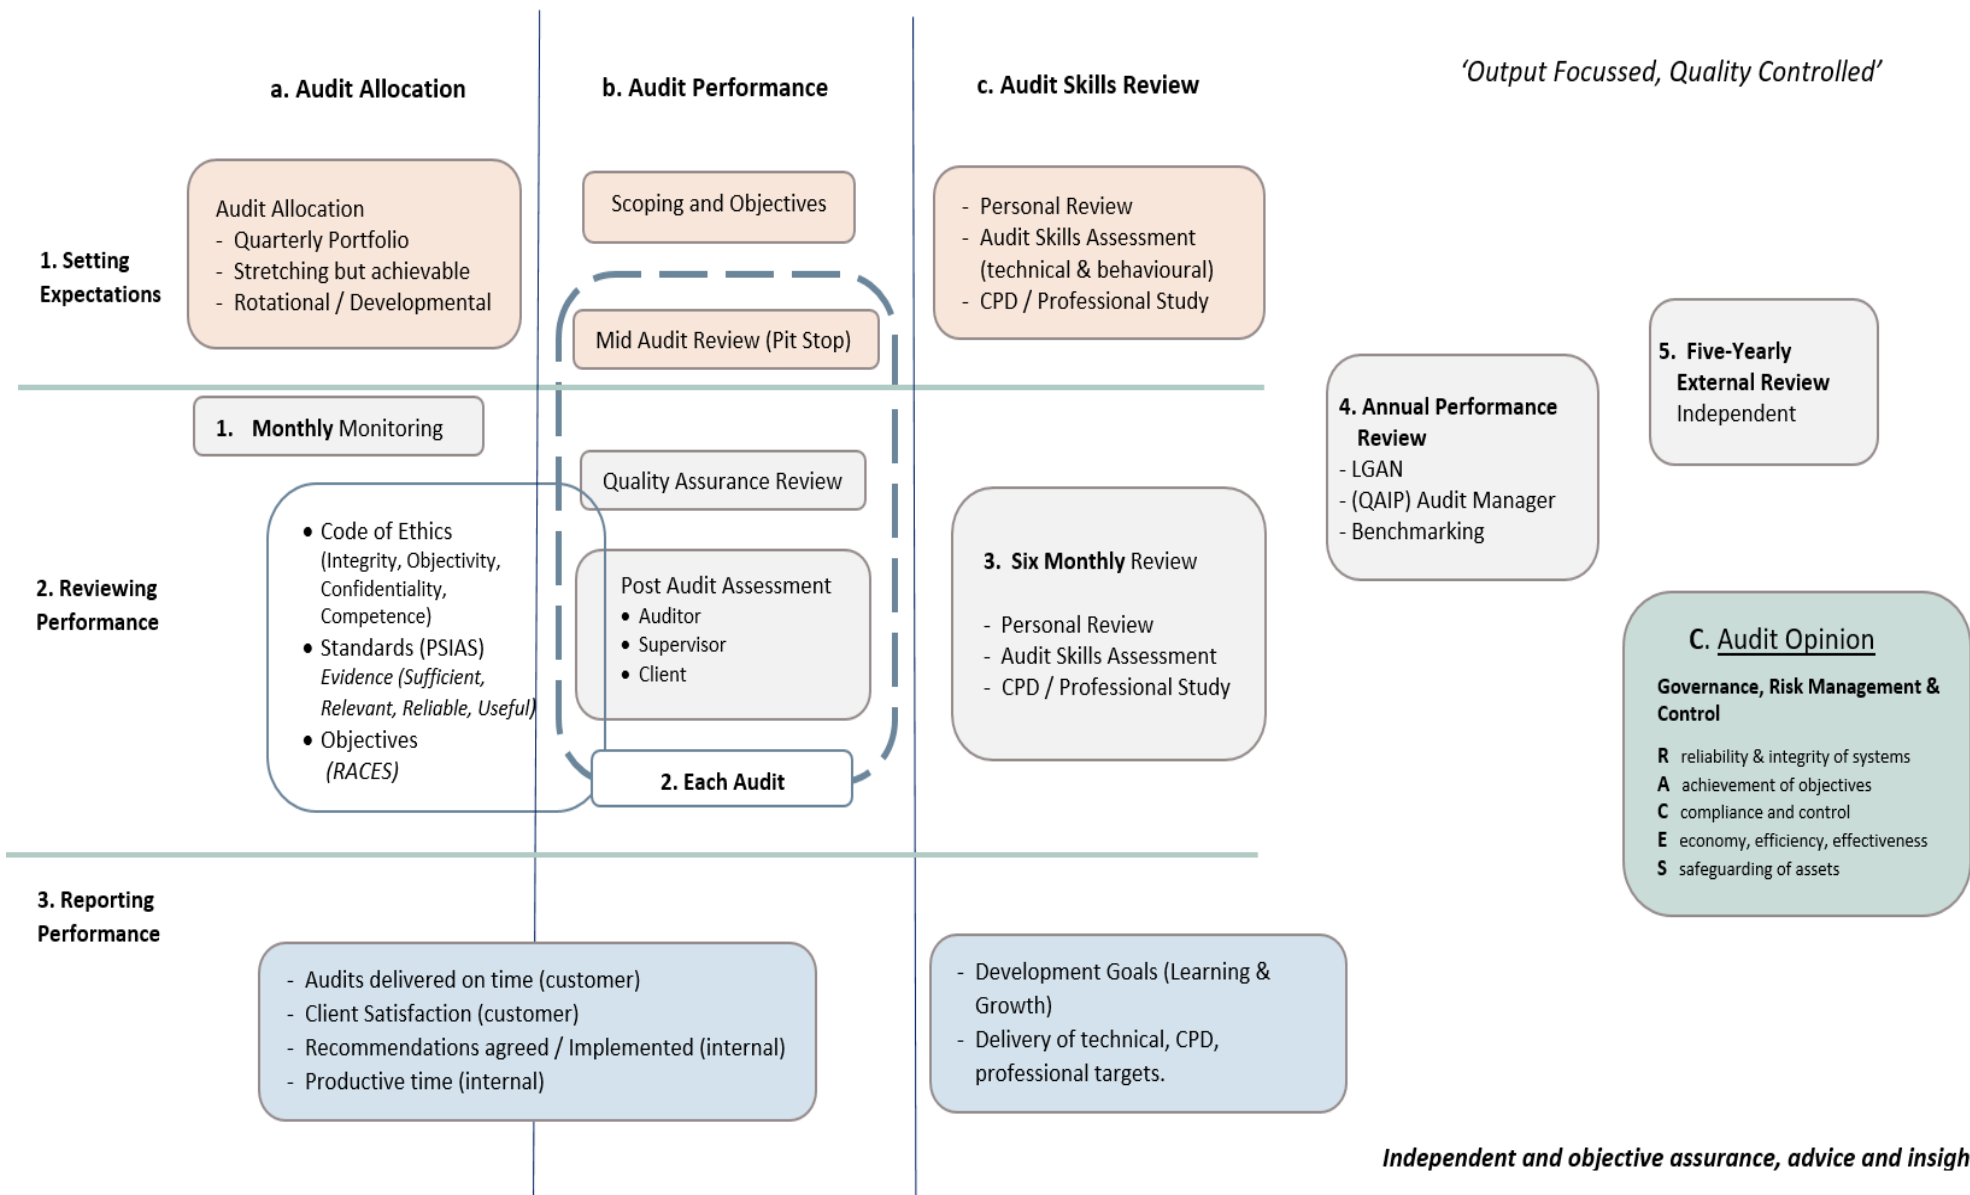 a. Audit Allocation
b. Audit Performance
c. Audit Skills Review
‘Output Focussed, Quality Controlled’
1. Setting
Expectations
Audit Allocation
- Quarterly Portfolio
- Stretching but achievable
- Rotational / Developmental
Scoping and Objectives
Mid Audit Review (Pit Stop)
- Personal Review
- Audit Skills Assessment
(technical & behavioural)
- CPD / Professional Study
2. Reviewing
Performance
1. Monthly Monitoring
• Code of Ethics
(Integrity, Objectivity,
Confidentiality,
Competence)
• Standards (PSIAS)
Evidence (Sufficient,
Relevant, Reliable, Useful)
• Objectives
(RACES)
Quality Assurance Review
Post Audit Assessment
• Auditor
• Supervisor
• Client
2. Each Audit
3. Six Monthly Review
- Personal Review
- Audit Skills Assessment
- CPD / Professional Study
4. Annual Performance
Review
- LGAN
- (QAIP) Audit Manager
- Benchmarking
5. Five-Yearly
External Review
Independent
C. Audit Opinion
Governance, Risk Management &
Control
R reliability & integrity of systems
A achievement of objectives
C compliance and control
E economy, efficiency, effectiveness
S safeguarding of assets
3. Reporting
Performance
- Audits delivered on time (customer)
- Client Satisfaction (customer)
- Recommendations agreed / Implemented (internal)
- Productive time (internal)
- Development Goals (Learning &
Growth)
- Delivery of technical, CPD,
professional targets.
Independent and objective assurance, advice and insigh